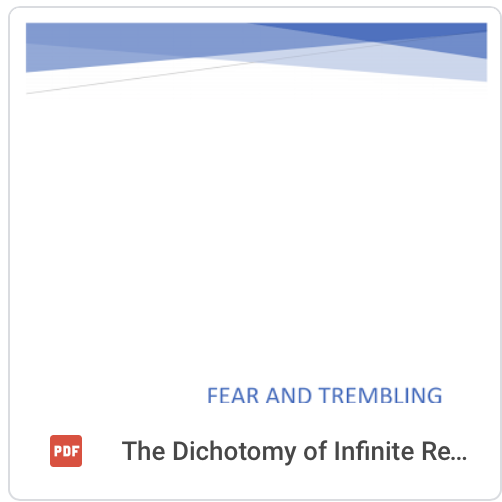 FEAR AND TREMBLING
PDF
The Dichotomy of Infinite Re...